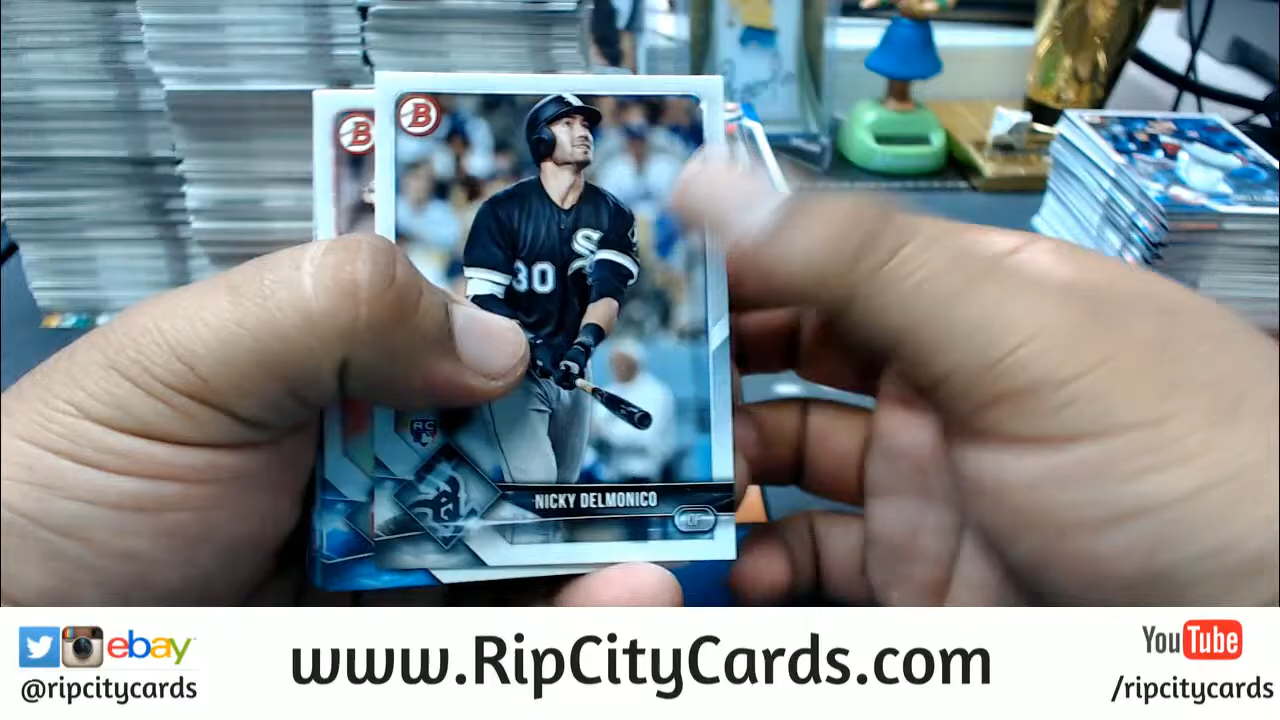 B
B
30
S
RC
NICKY DELMONICO
OF
ebay
@ripcitycards
www.RipCityCards.com
YouTube
/ripcitycards